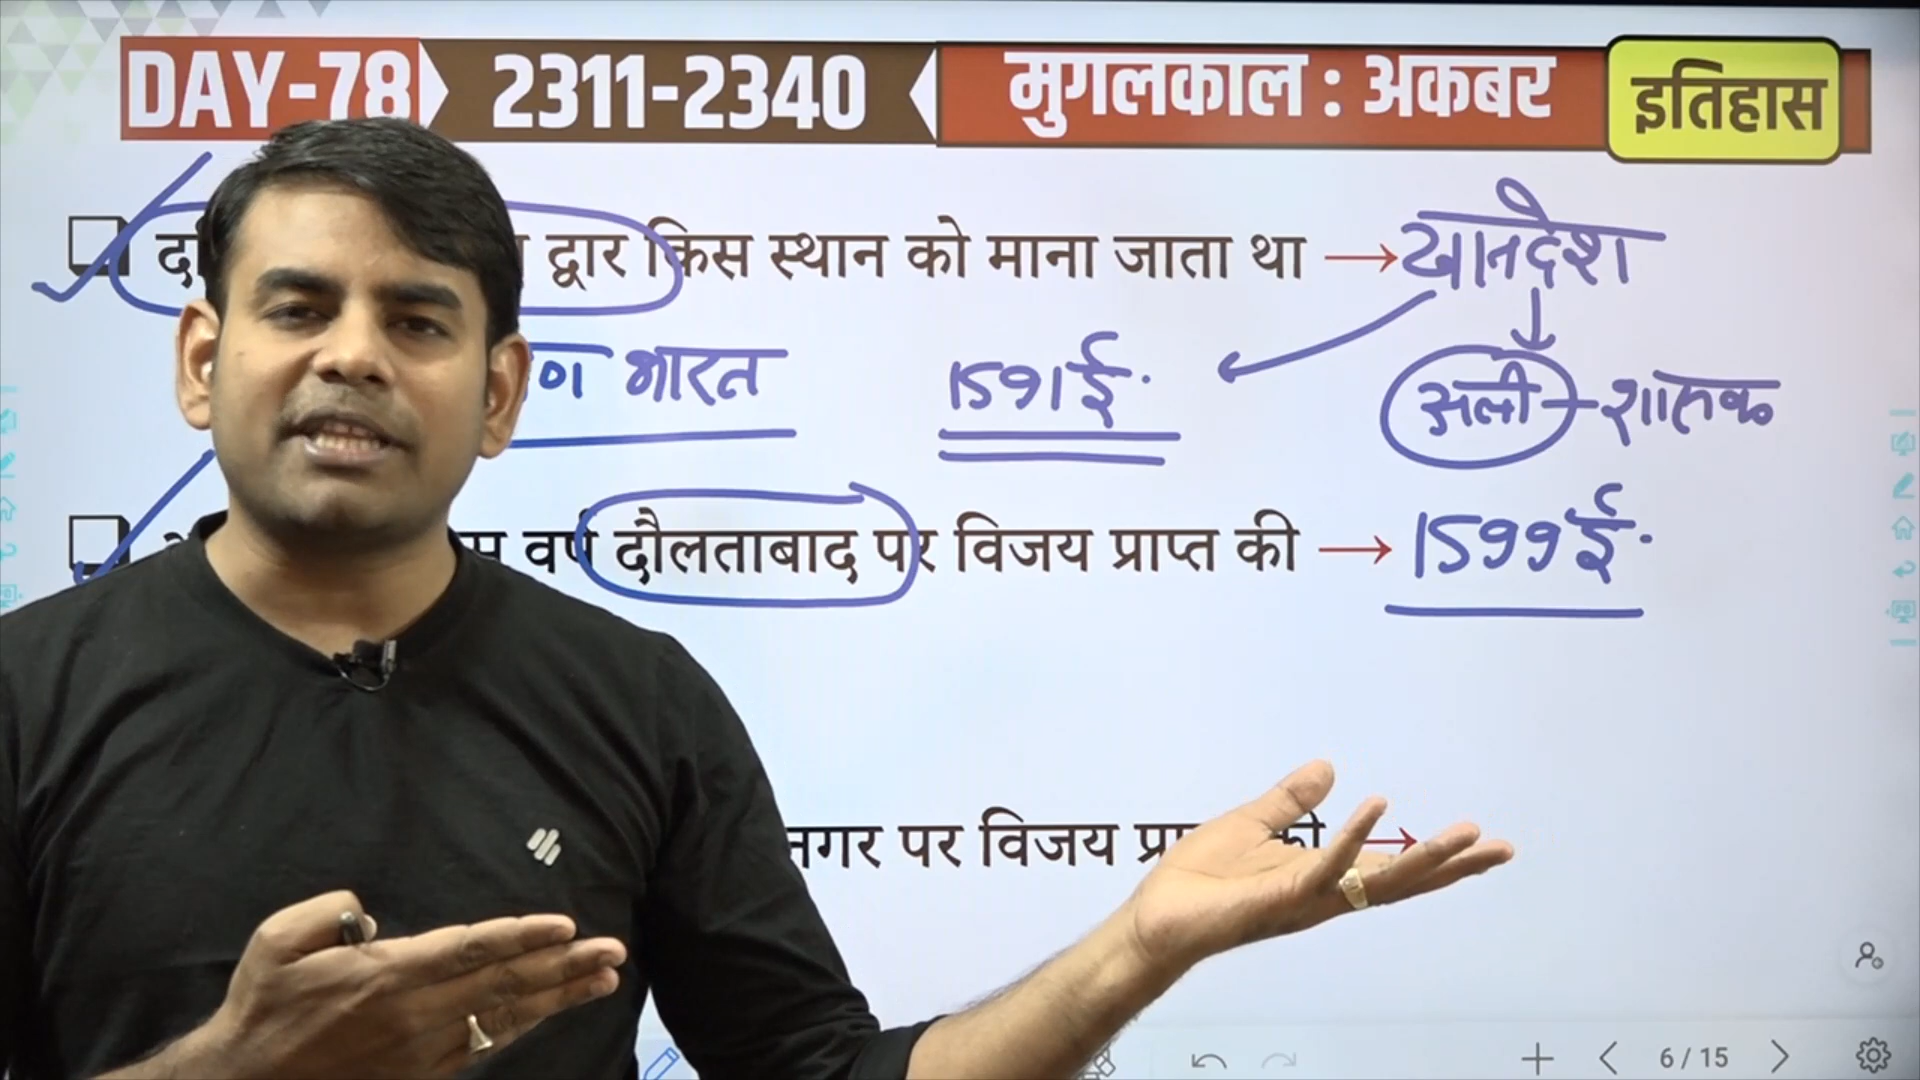 DAY-78 2311-2340 मुगलकाल : अकबर इतिहास
द्वार किस स्थान को माना जाता था → खानदेश
भारत 1591ई. अली - शासक
वर्ष दौलताबाद पर विजय प्राप्त की → 1599ई.
नगर पर विजय की →
6/15